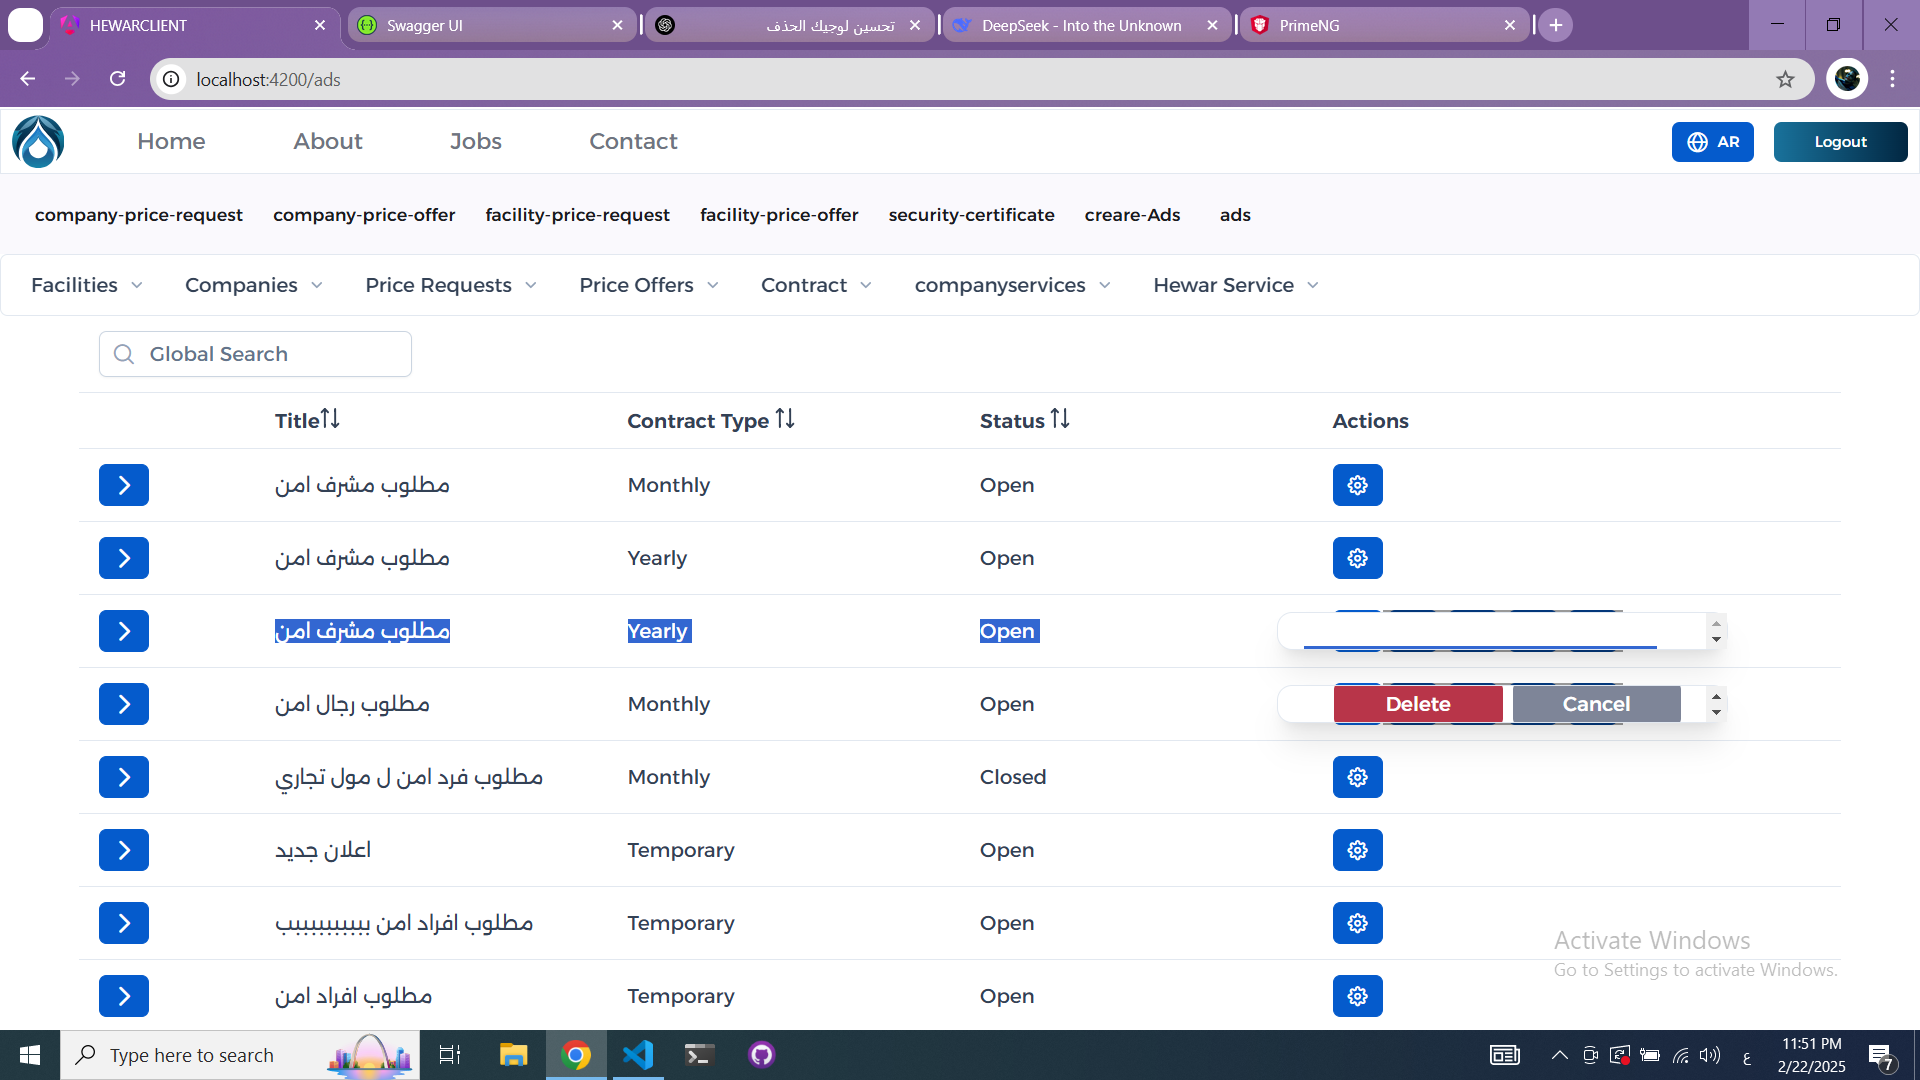 HEWARCLIENT
Swagger UI
تحسين لوجيك الحذف
DeepSeek - Into the Unknown
PrimeNG
localhost:4200/ads
Home About Jobs Contact
AR
Logout
company-price-request company-price-offer facility-price-request facility-price-offer security-certificate creare-Ads ads
Facilities Companies Price Requests Price Offers Contract companyservices Hewar Service
Global Search
Title Contract Type Status Actions
مطلوب مشرف امن Monthly Open
مطلوب مشرف امن Yearly Open
مطلوب مشرف امن Yearly Open
مطلوب رجال امن Monthly Open Delete Cancel
مطلوب فرد امن ل مول تجاري Monthly Closed
اعلان جديد Temporary Open
مطلوب افراد امن بببببببببب Temporary Open
مطلوب افراد امن Temporary Open
Activate Windows
Go to Settings to activate Windows.
Type here to search
ع
11:51 PM
2/22/2025
7